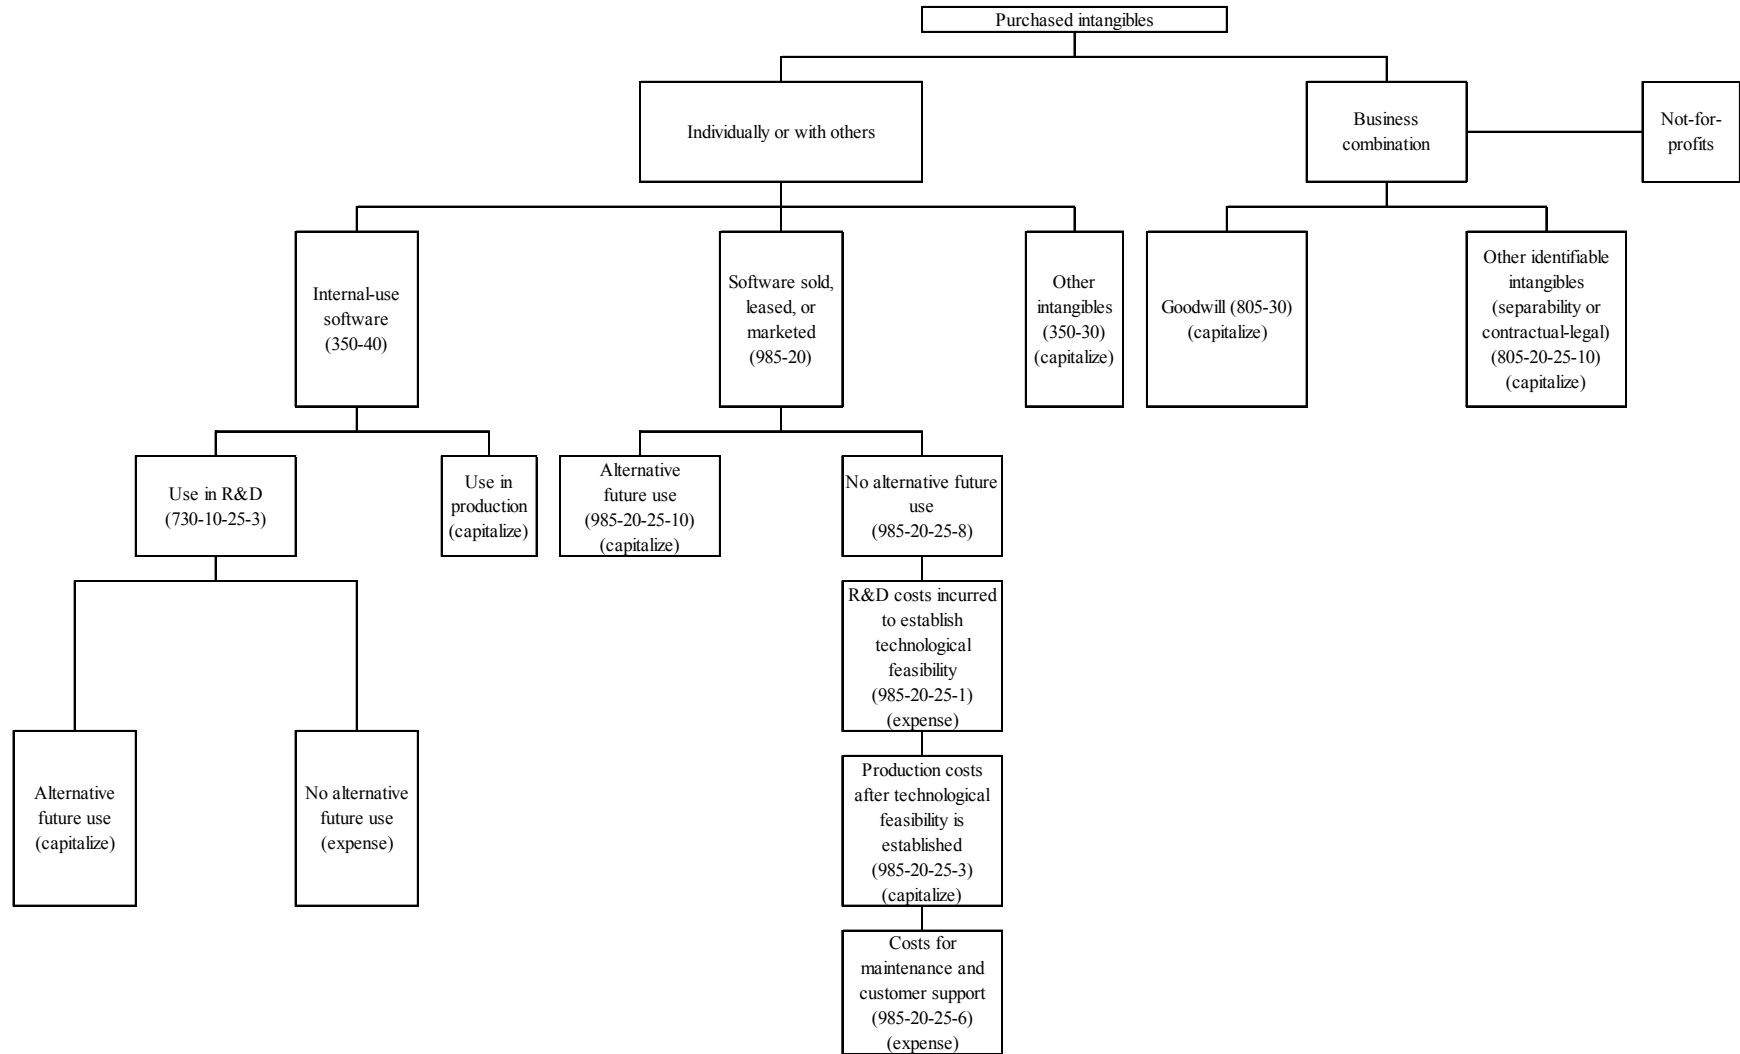 Purchased intangibles
Individually or with others
Business
combination
Not-for-
profits
Internal-use
software
(350-40)
Software sold,
leased, or
marketed
(985-20)
Other
intangibles
(350-30)
(capitalize)
Goodwill (805-30)
(capitalize)
Other identifiable
intangibles
(separability or
contractual-legal)
(805-20-25-10)
(capitalize)
Use in R&D
(730-10-25-3)
Use in
production
(capitalize)
Alternative
future use
(985-20-25-10)
(capitalize)
No alternative future
use
(985-20-25-8)
R&D costs incurred
to establish
technological
feasibility
(985-20-25-1)
(expense)
Alternative
future use
(capitalize)
No alternative
future use
(expense)
Production costs
after technological
feasibility is
established
(985-20-25-3)
(capitalize)
Costs for
maintenance and
customer support
(985-20-25-6)
(expense)